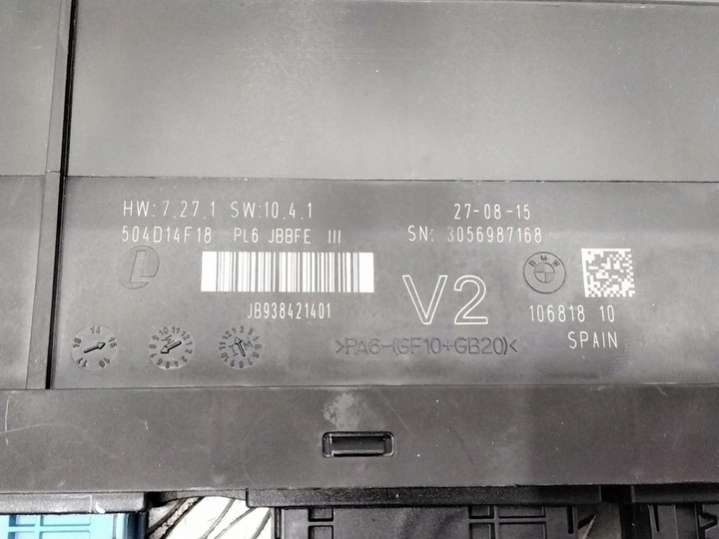 HW:7.27.1 SW:10.4.1
27-08-15
504D14F18 PL6 JBBFE III
SN: 3056987168
BMW
JB938421401
V2
106818 10
SPAIN
>PA6-(GF10+GB20)<